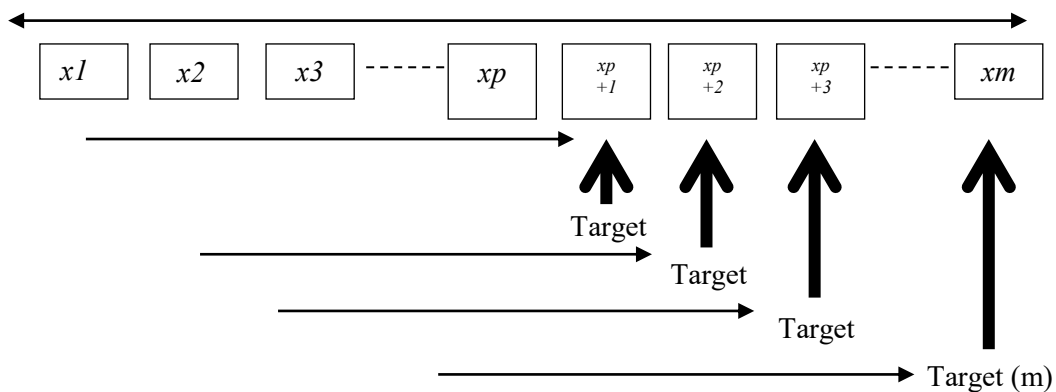 x1
x2
x3
xp
xp
+1
xp
+2
xp
+3
xm
Target
Target
Target
Target (m)